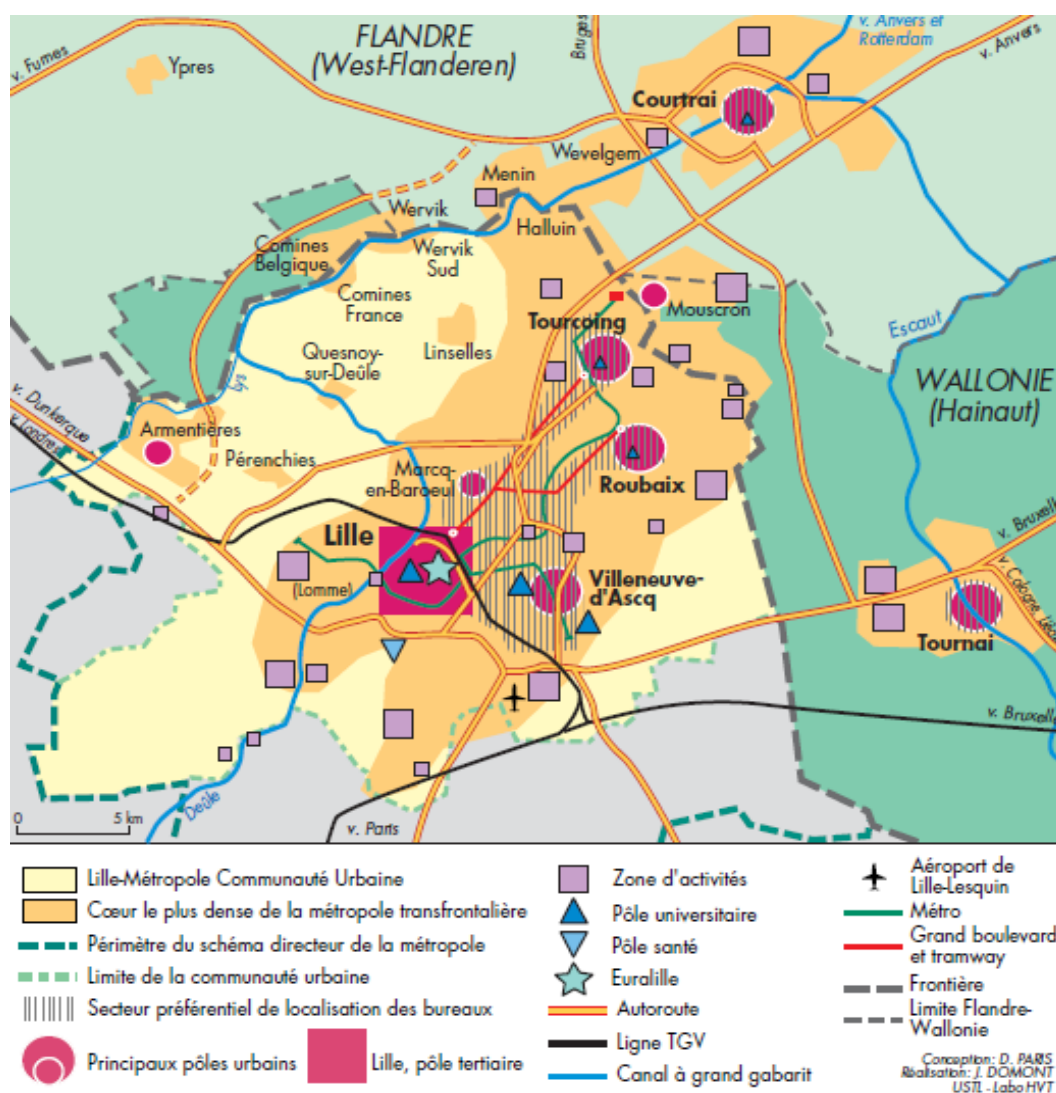 FLANDRE
(West-Flanderen)
v. Furnes
Ypres
Bruges
v. Anvers et
Rotterdam
v. Anvers
Courtrai
Wevelgem
Menin
Wervik
Halluin
Comines
Belgique
Wervik
Sud
Comines
France
Tourcoing
Mouscron
Linselles
Escaut
Quesnoy-
sur-Deûle
Lys
WALLONIE
(Hainaut)
v. Dunkerque
v. Londres
Armentières
Pérenchies
Marcq-
en-Baroeul
Roubaix
v. Bruxelles
Lille
v. Cologne,
(Lomme)
Villeneuve-
d'Ascq
Tournai
v. Bruxelles
Deûle
0 5 km
v. Paris
Lille-Métropole Communauté Urbaine
Cœur le plus dense de la métropole transfrontalière
Périmètre du schéma directeur de la métropole
Limite de la communauté urbaine
Secteur préférentiel de localisation des bureaux
Principaux pôles urbains
Lille, pôle tertiaire
Zone d'activités
Pôle universitaire
Pôle santé
Euralille
Autoroute
Ligne TGV
Canal à grand gabarit
Aéroport de
Lille-Lesquin
Métro
Grand boulevard
et tramway
Frontière
Limite Flandre-
Wallonie
Conception: D. PARIS
Réalisation: J. DOMONT
USTL - Labo HVT